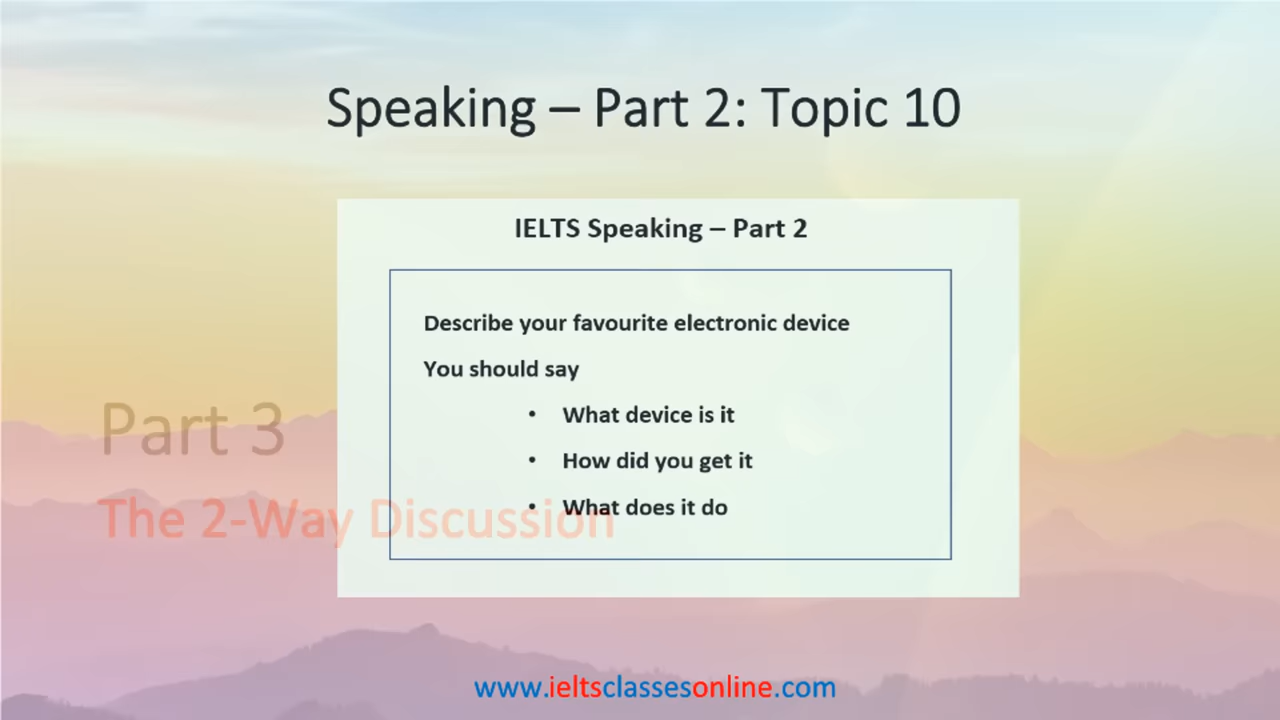 Speaking – Part 2: Topic 10
IELTS Speaking – Part 2
Describe your favourite electronic device
You should say
• What device is it
• How did you get it
• What does it do
Part 3
The 2-Way Discussion
www.ieltsclassesonline.com